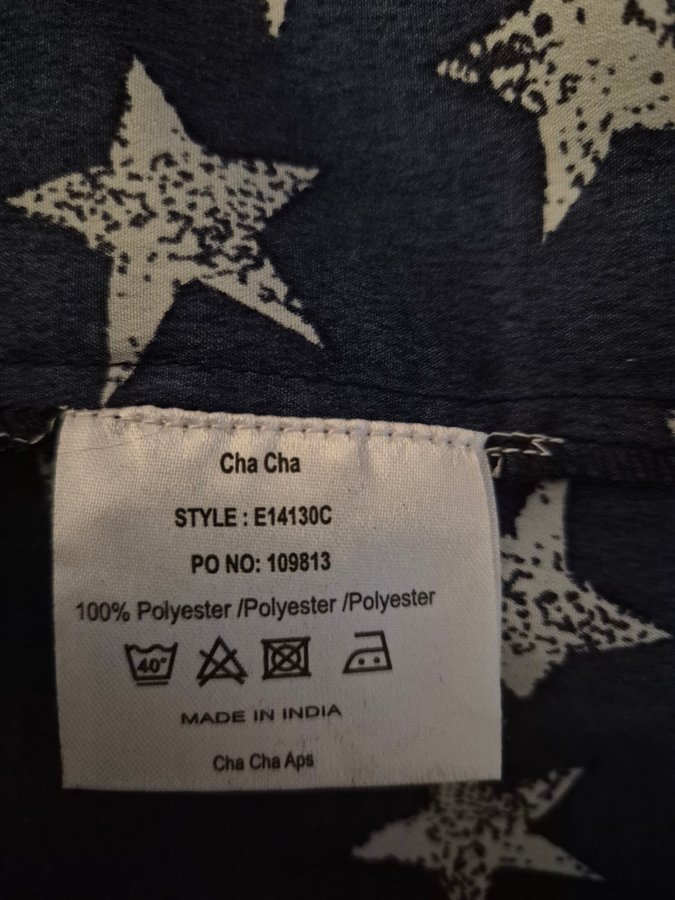 Cha Cha
STYLE : E14130C
PO NO: 109813
100% Polyester /Polyester /Polyester
40°
MADE IN INDIA
Cha Cha Aps